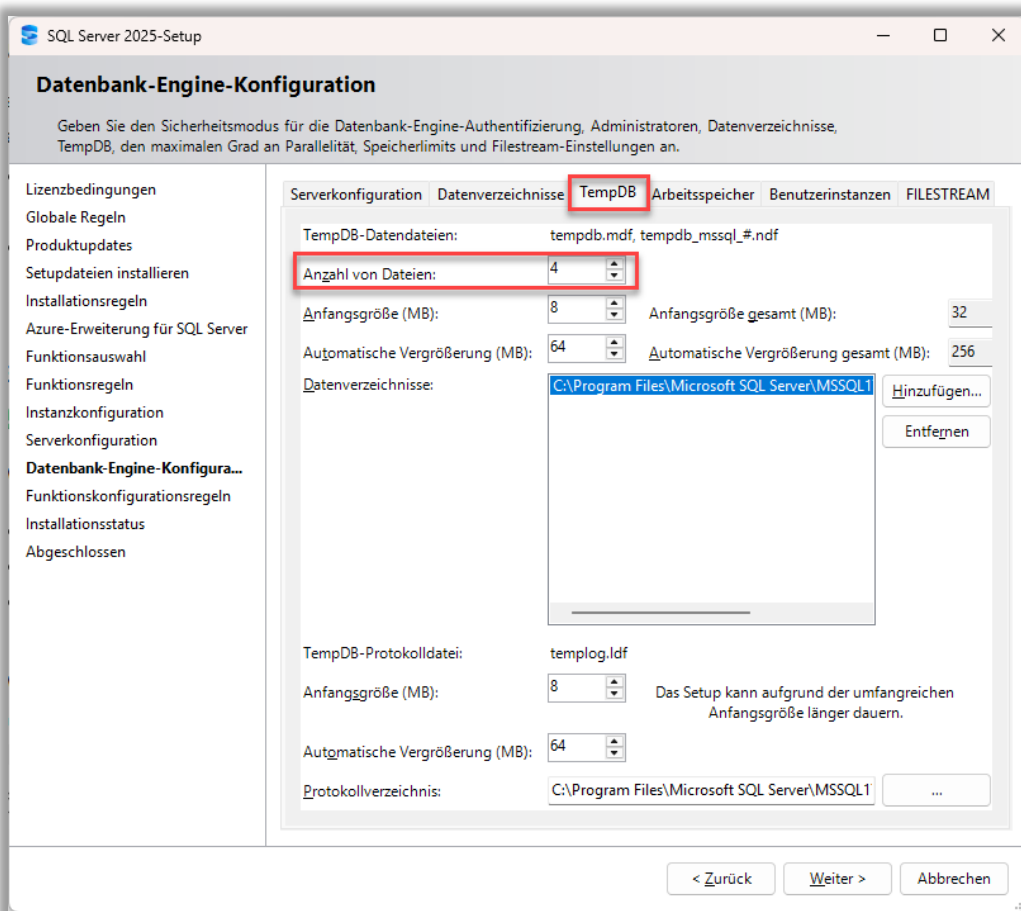 SQL Server 2025-Setup
Datenbank-Engine-Konfiguration
Geben Sie den Sicherheitsmodus für die Datenbank-Engine-Authentifizierung, Administratoren, Datenverzeichnisse,
TempDB, den maximalen Grad an Parallelität, Speicherlimits und Filestream-Einstellungen an.
Lizenzbedingungen
Globale Regeln
Produktupdates
Setupdateien installieren
Installationsregeln
Azure-Erweiterung für SQL Server
Funktionsauswahl
Funktionsregeln
Instanzkonfiguration
Serverkonfiguration
Datenbank-Engine-Konfigura...
Funktionskonfigurationsregeln
Installationsstatus
Abgeschlossen
Serverkonfiguration Datenverzeichnisse TempDB Arbeitsspeicher Benutzerinstanzen FILESTREAM
TempDB-Datendateien: tempdb.mdf, tempdb_mssql_#.ndf
Anzahl von Dateien: 4
Anfangsgröße (MB): 8 Anfangsgröße gesamt (MB): 32
Automatische Vergrößerung (MB): 64 Automatische Vergrößerung gesamt (MB): 256
Datenverzeichnisse: C:\Program Files\Microsoft SQL Server\MSSQL1 Hinzufügen...
Entfernen
TempDB-Protokolldatei: templog.ldf
Anfangsgröße (MB): 8 Das Setup kann aufgrund der umfangreichen
Anfangsgröße länger dauern.
Automatische Vergrößerung (MB): 64
Protokollverzeichnis: C:\Program Files\Microsoft SQL Server\MSSQL1 ...
< Zurück Weiter > Abbrechen